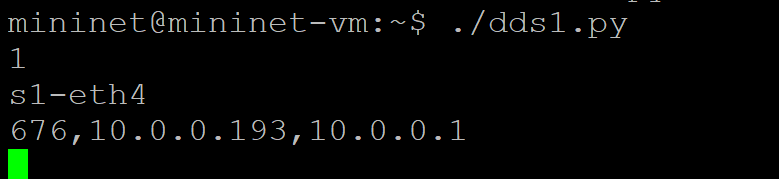 mininet@mininet-vm:~$ ./dds1.py
1
s1-eth4
676,10.0.0.193,10.0.0.1